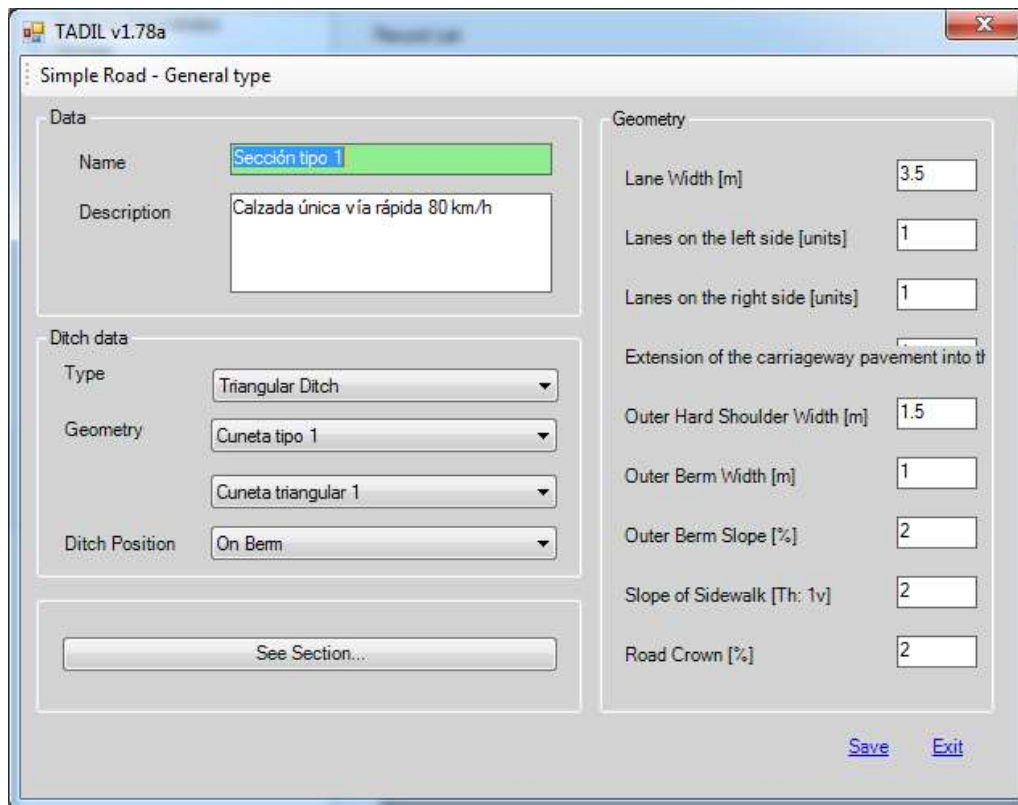 TADIL v1.78a
Simple Road - General type
Data
Name
Sección tipo 1
Description
Calzada única vía rápida 80 km/h
Ditch data
Type
Triangular Ditch
Geometry
Cuneta tipo 1
Cuneta triangular 1
Ditch Position
On Berm
See Section...
Geometry
Lane Width [m]
3.5
Lanes on the left side [units]
1
Lanes on the right side [units]
1
Extension of the carriageway pavement into th
Outer Hard Shoulder Width [m]
1.5
Outer Berm Width [m]
1
Outer Berm Slope [%]
2
Slope of Sidewalk [Th: 1v]
2
Road Crown [%]
2
Save
Exit